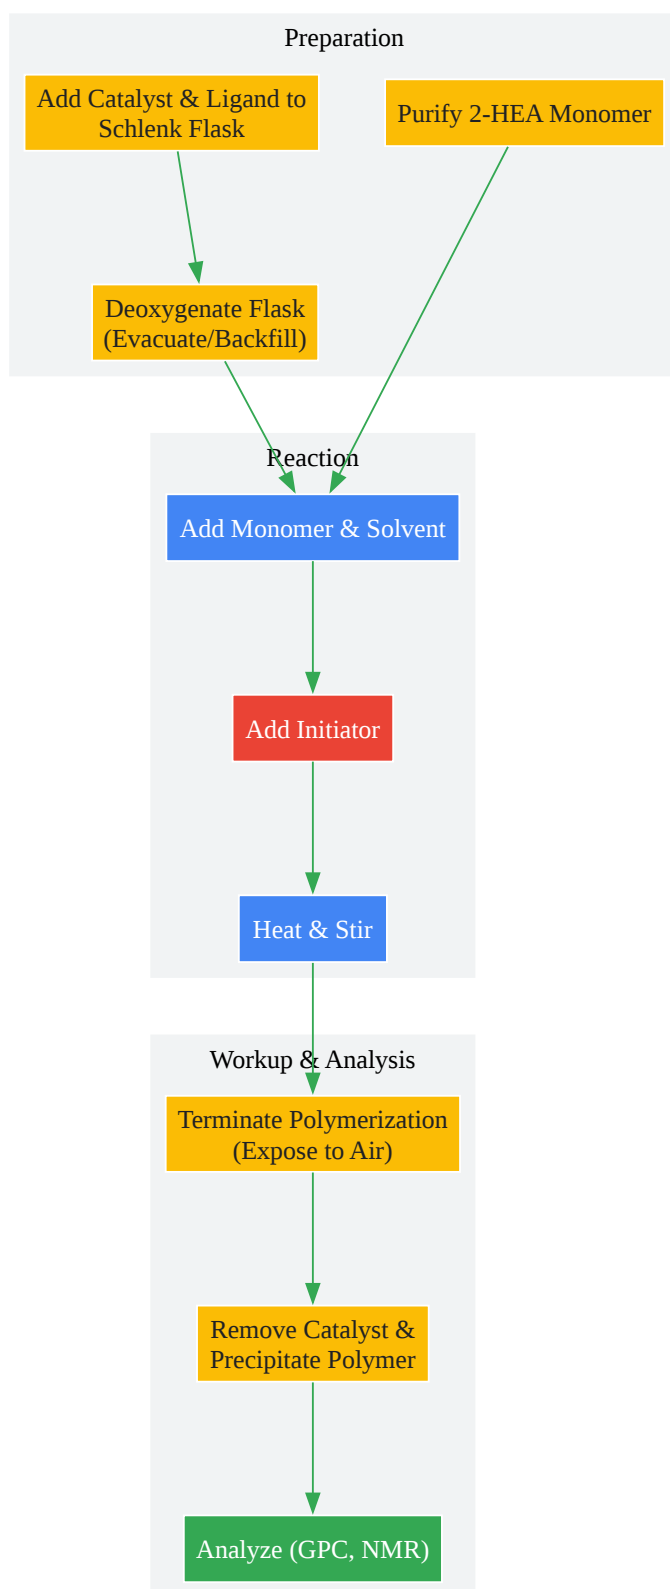 Preparation
Add Catalyst & Ligand to
Schlenk Flask
Purify 2-HEA Monomer
Deoxygenate Flask
(Evacuate/Backfill)
Reaction
Add Monomer & Solvent
Add Initiator
Heat & Stir
Workup & Analysis
Terminate Polymerization
(Expose to Air)
Remove Catalyst &
Precipitate Polymer
Analyze (GPC, NMR)